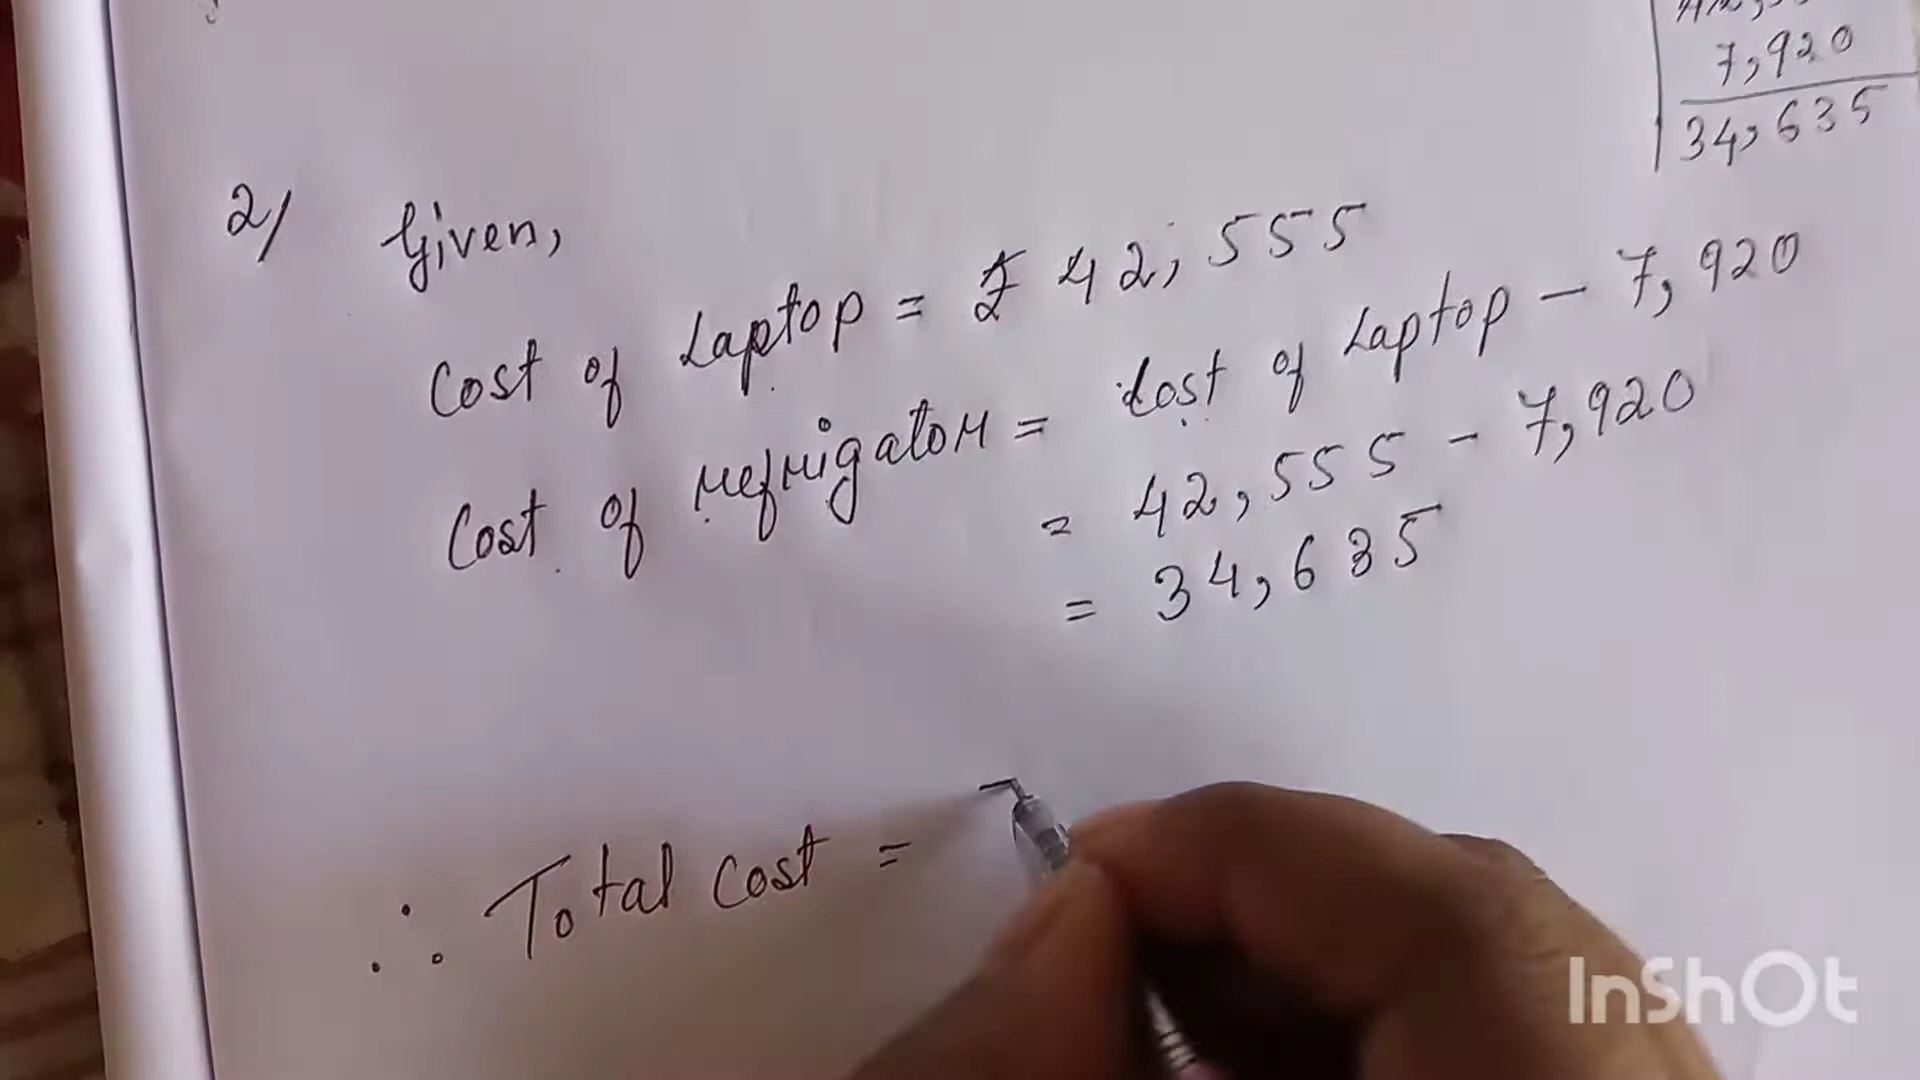 7,920
34,635
2/ Given,
Cost of Laptop = ₹ 42,555
Cost of refrigator = Cost of Laptop - 7,920
= 42,555 - 7,920
= 34,635
∴ Total cost =
InShOt